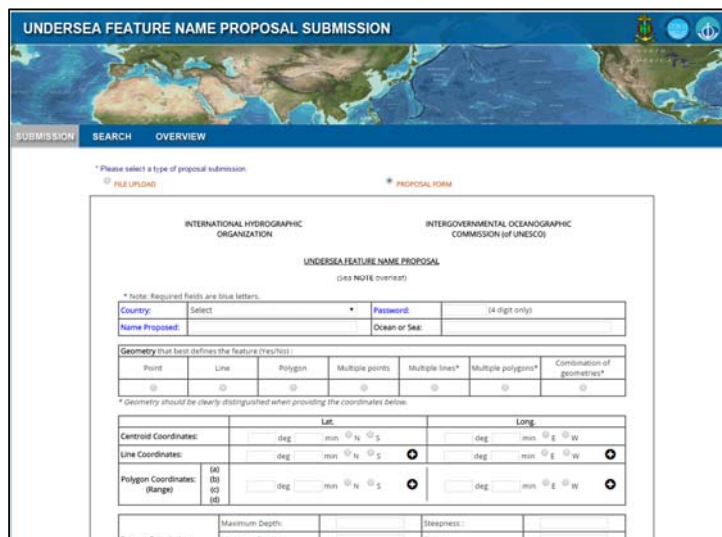 UNDERSEA FEATURE NAME PROPOSAL SUBMISSION
SUBMISSION SEARCH OVERVIEW
* Please select a type of proposal submission.
FILE UPLOAD PROPOSAL FORM
INTERNATIONAL HYDROGRAPHIC ORGANIZATION
INTERGOVERNMENTAL OCEANOGRAPHIC COMMISSION (of UNESCO)
UNDERSEA FEATURE NAME PROPOSAL
(Sea NOTE overleaf)
* Note: Required fields are blue letters.
Country: Select Password: (4 digit only)
Name Proposed: Ocean or Sea:
Geometry that best defines the feature (Yes/No) :
Point Line Polygon Multiple points Multiple lines* Multiple polygons* Combination of geometries*
* Geometry should be clearly distinguished when providing the coordinates below.
Lat. Long.
Centroid Coordinates: deg min N S deg min E W
Line Coordinates: deg min N S deg min E W
Polygon Coordinates: (Range) (a) (b) (c) (d) deg min N S deg min E W
Maximum Depth: Steepness :